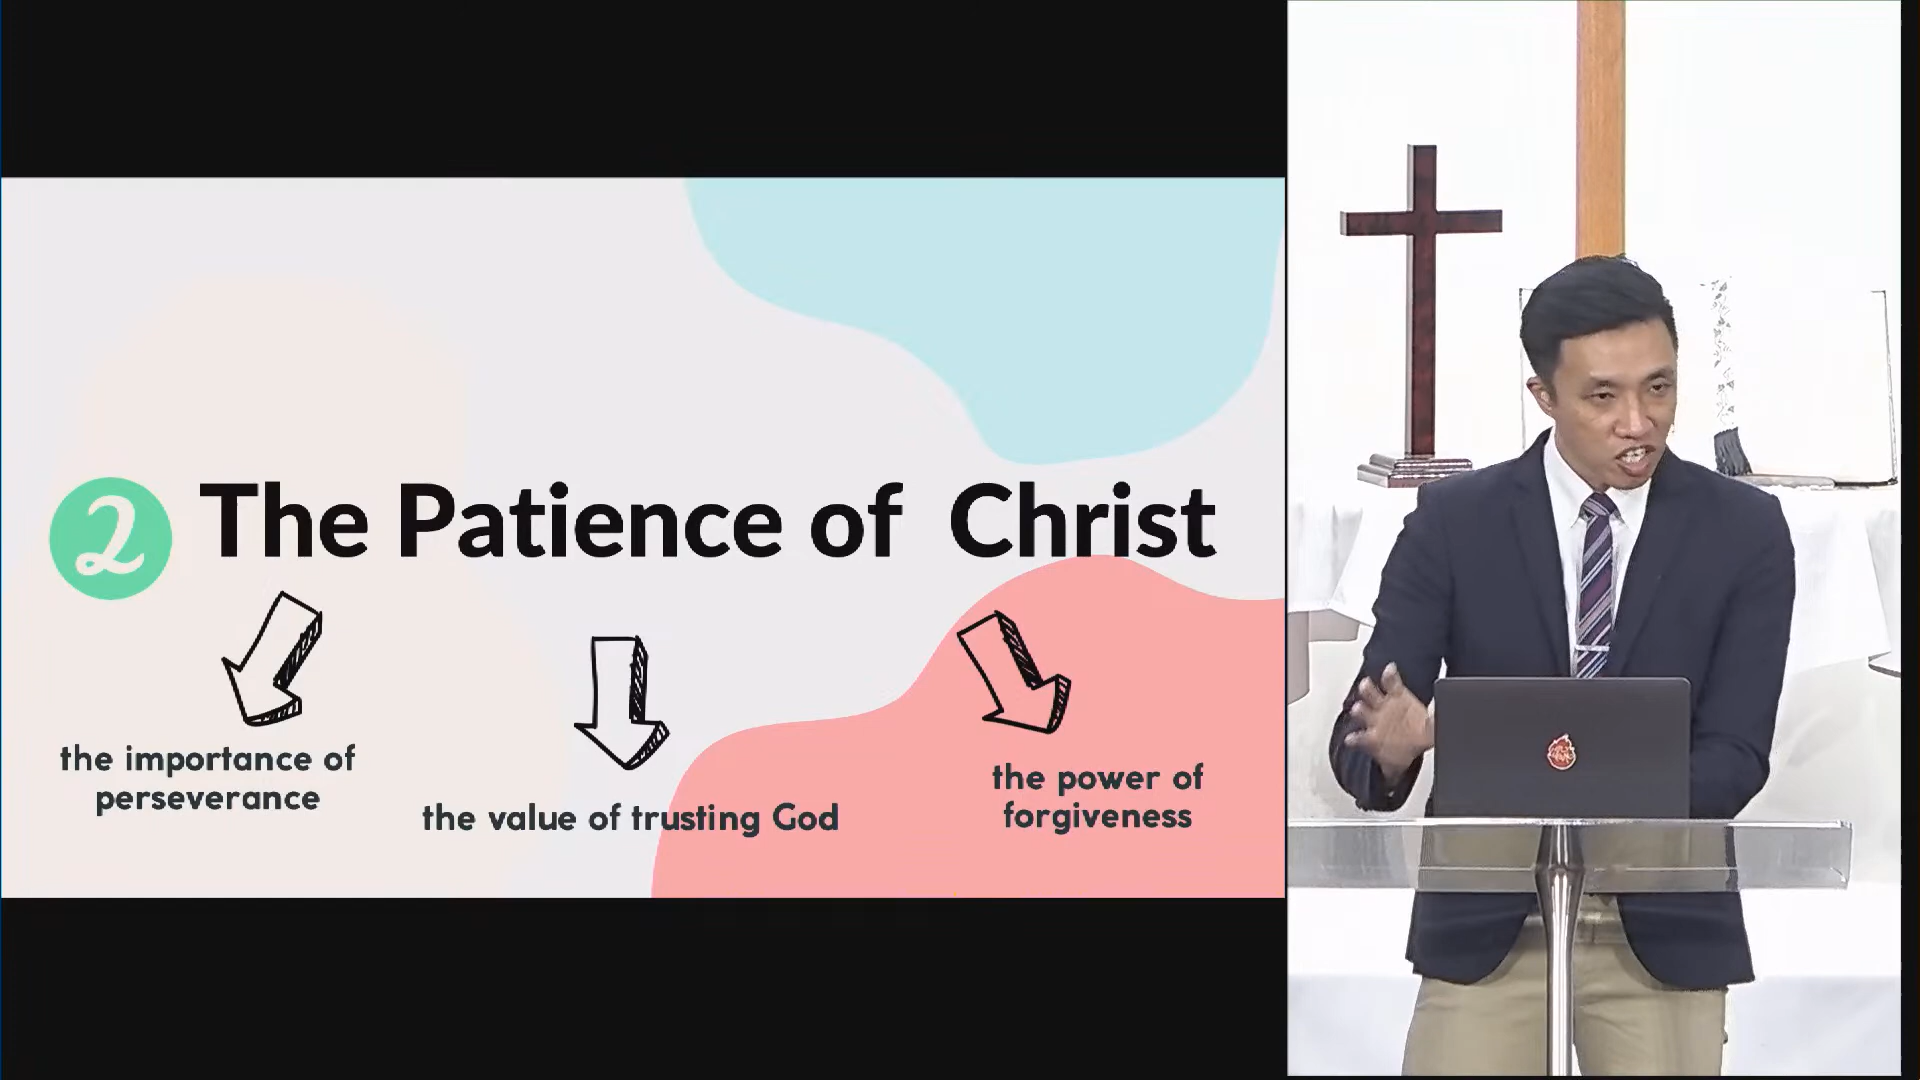 2 The Patience of Christ
the importance of
perseverance
the value of trusting God
the power of
forgiveness